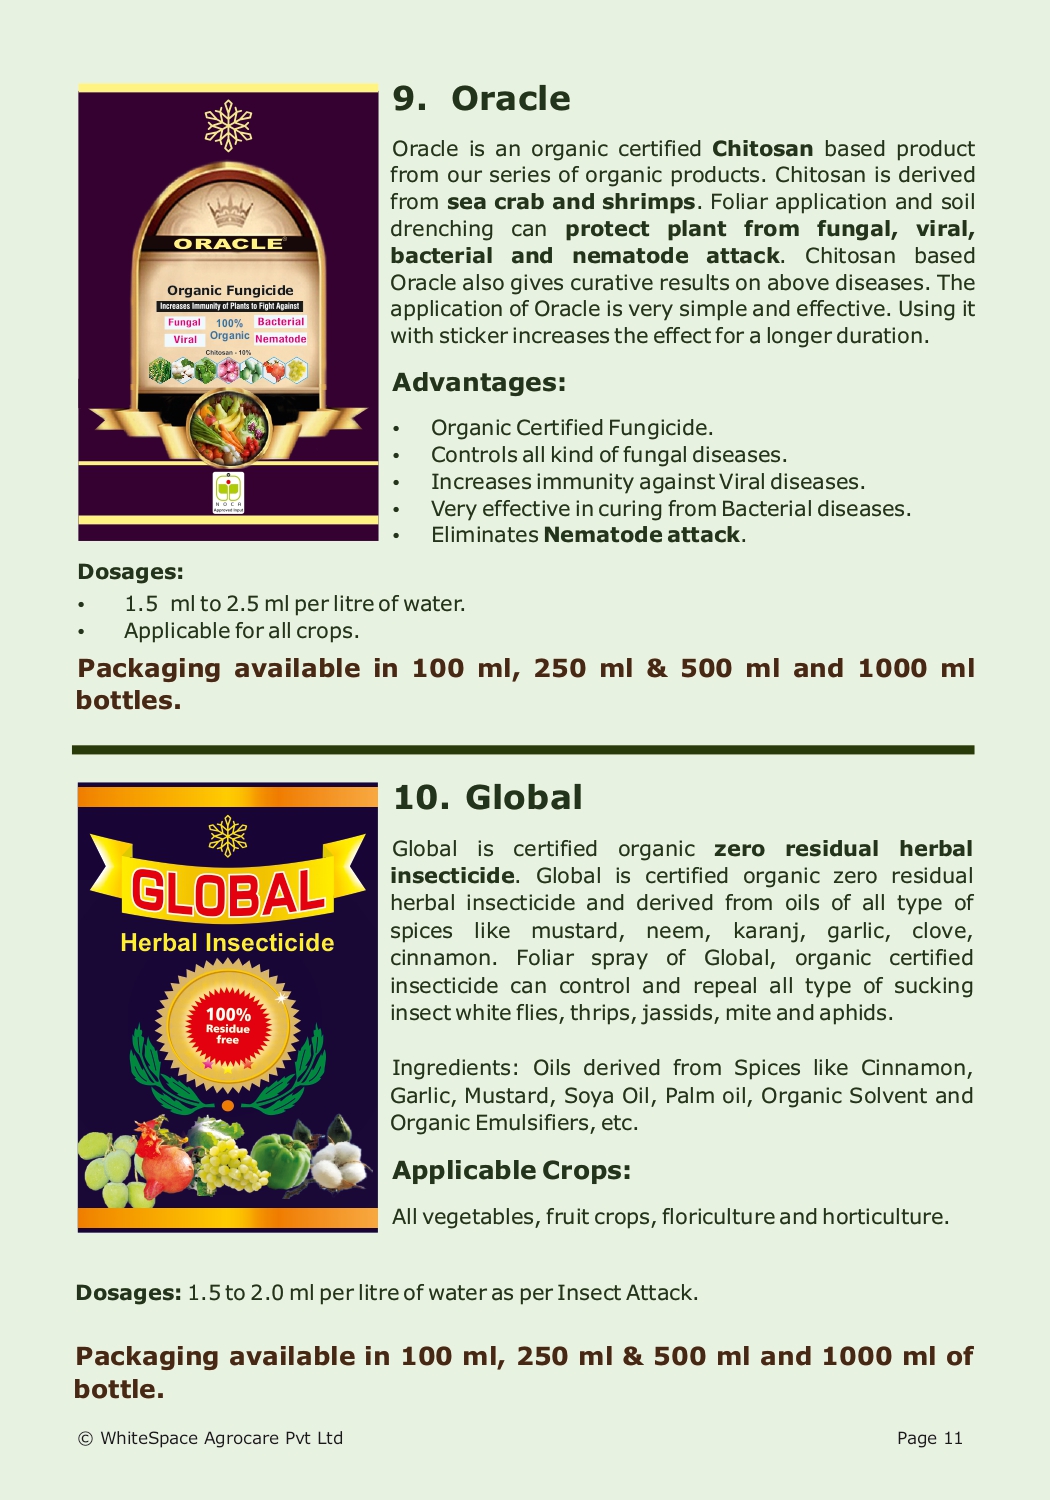 ORACLE
Organic Fungicide
Increases Immunity of Plants to Fight Against
Fungal
Viral
100%
Organic
Bacterial
Nematode
Chitosan - 10%
N O C A
Approved Input
9. Oracle
Oracle is an organic certified Chitosan based product
from our series of organic products. Chitosan is derived
from sea crab and shrimps. Foliar application and soil
drenching can protect plant from fungal, viral,
bacterial and nematode attack. Chitosan based
Oracle also gives curative results on above diseases. The
application of Oracle is very simple and effective. Using it
with sticker increases the effect for a longer duration.
Advantages:
• Organic Certified Fungicide.
• Controls all kind of fungal diseases.
• Increases immunity against Viral diseases.
• Very effective in curing from Bacterial diseases.
• Eliminates Nematode attack.
Dosages:
• 1.5 ml to 2.5 ml per litre of water.
• Applicable for all crops.
Packaging available in 100 ml, 250 ml & 500 ml and 1000 ml
bottles.
GLOBAL
Herbal Insecticide
100%
Residue
free
10. Global
Global is certified organic zero residual herbal
insecticide. Global is certified organic zero residual
herbal insecticide and derived from oils of all type of
spices like mustard, neem, karanj, garlic, clove,
cinnamon. Foliar spray of Global, organic certified
insecticide can control and repeal all type of sucking
insect white flies, thrips, jassids, mite and aphids.
Ingredients: Oils derived from Spices like Cinnamon,
Garlic, Mustard, Soya Oil, Palm oil, Organic Solvent and
Organic Emulsifiers, etc.
Applicable Crops:
All vegetables, fruit crops, floriculture and horticulture.
Dosages: 1.5 to 2.0 ml per litre of water as per Insect Attack.
Packaging available in 100 ml, 250 ml & 500 ml and 1000 ml of
bottle.
© WhiteSpace Agrocare Pvt Ltd
Page 11